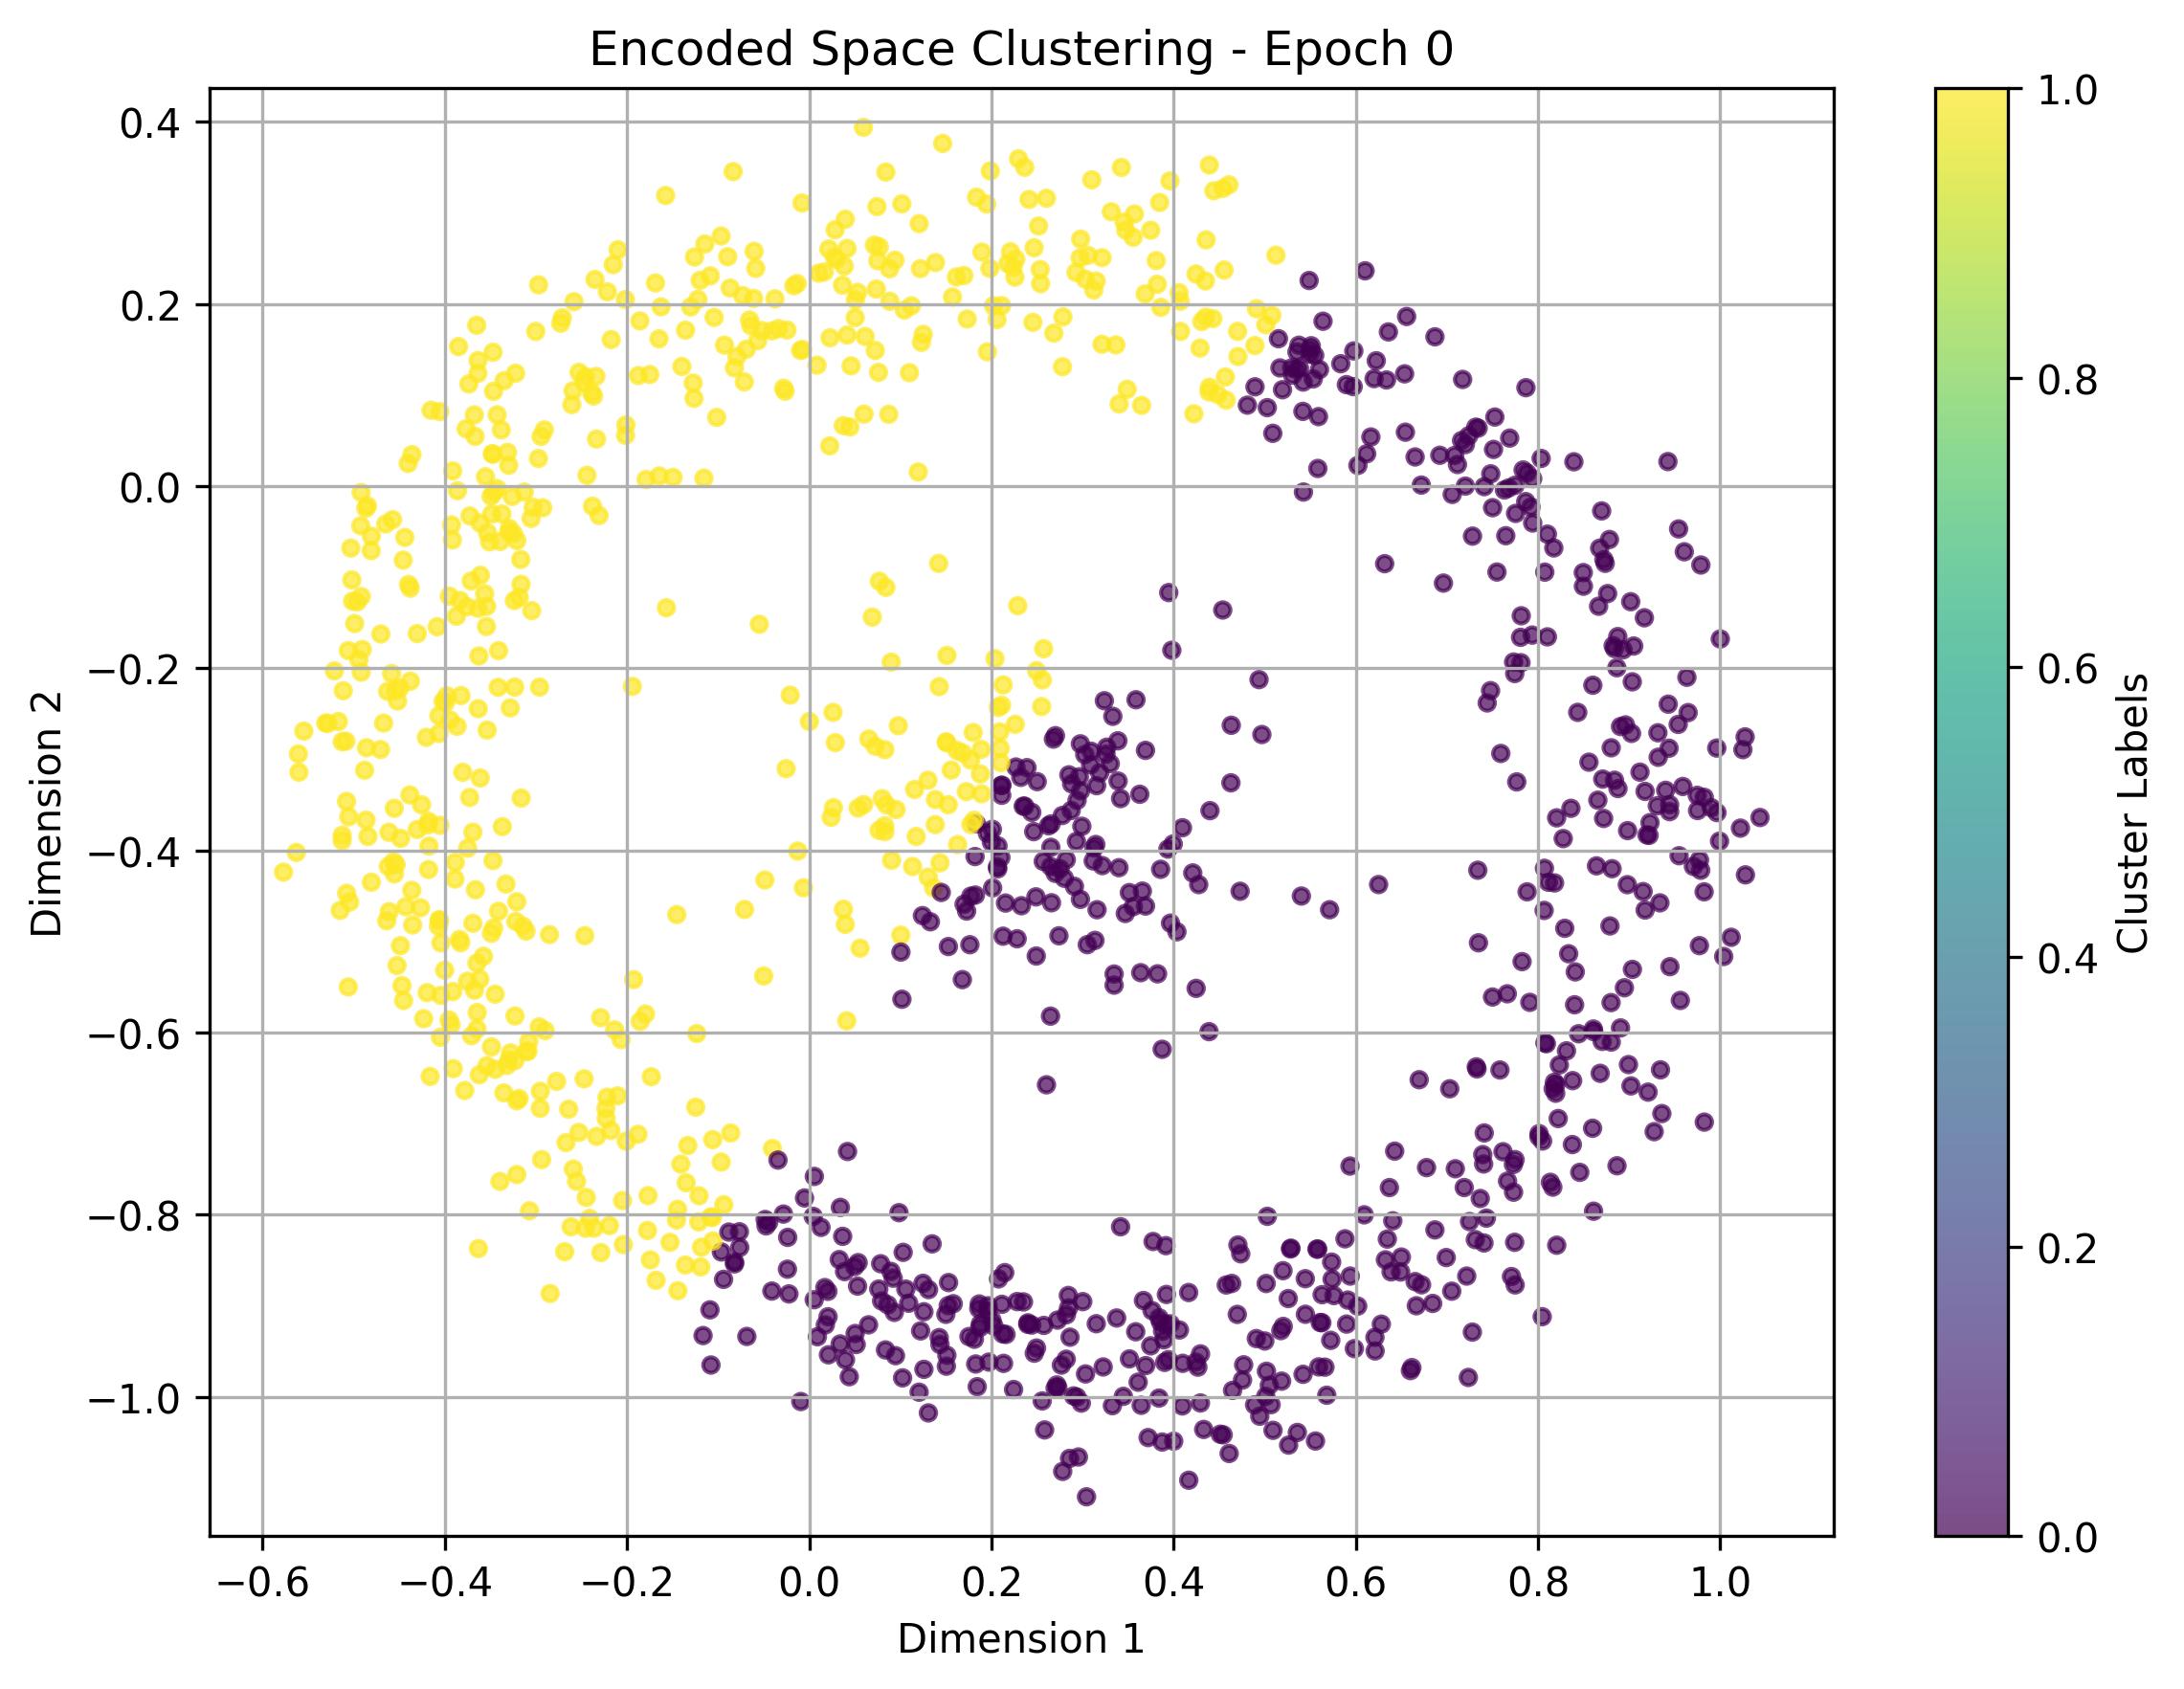 Encoded Space Clustering - Epoch 0
0.4
0.2
0.0
−0.2
−0.4
−0.6
−0.8
−1.0
Dimension 2
−0.6 −0.4 −0.2 0.0 0.2 0.4 0.6 0.8 1.0
Dimension 1
1.0
0.8
0.6
0.4
0.2
0.0
Cluster Labels